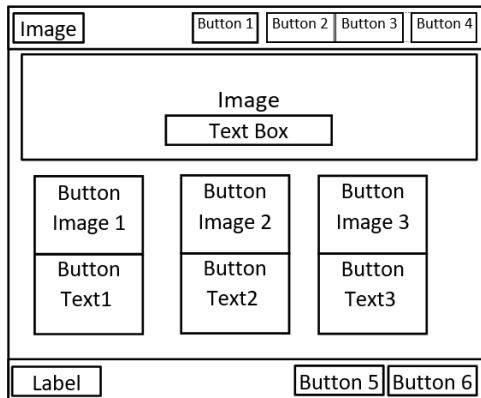 Image
Button 1
Button 2
Button 3
Button 4
Image
Text Box
Button
Image 1
Button
Image 2
Button
Image 3
Button
Text1
Button
Text2
Button
Text3
Label
Button 5
Button 6